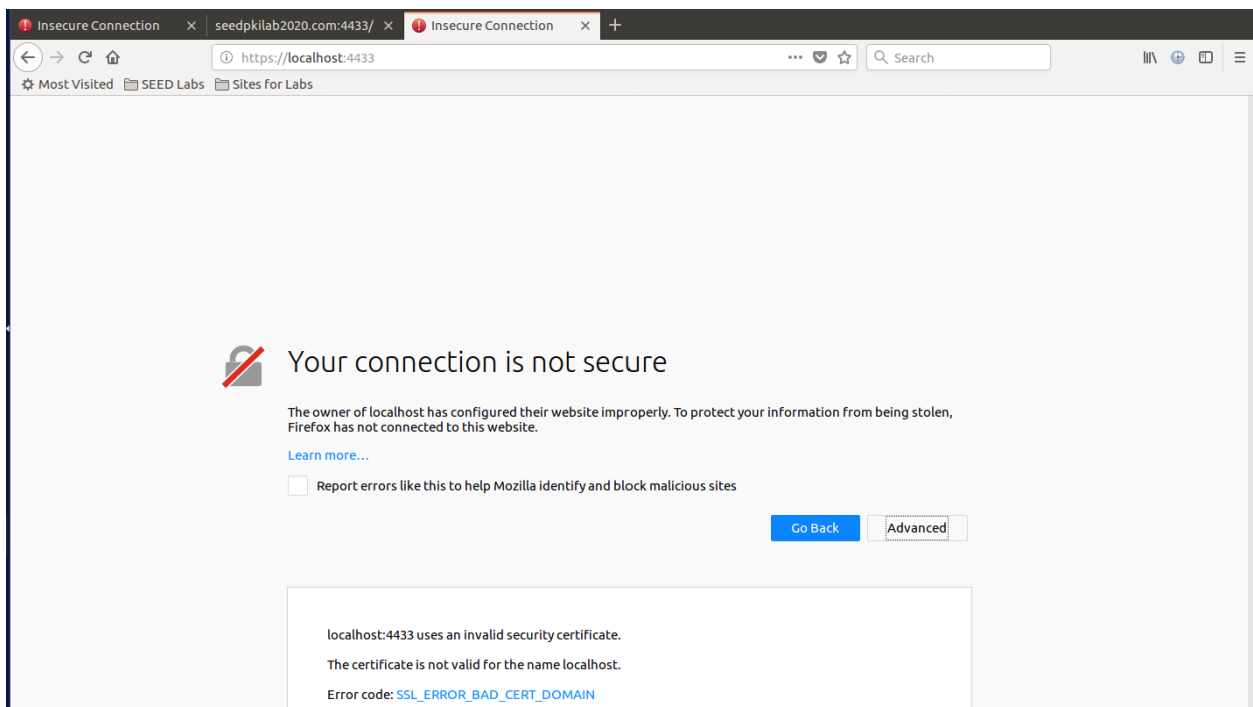 Insecure Connection
seedpkilab2020.com:4433/
Insecure Connection
https://localhost:4433
Search
Most Visited
SEED Labs
Sites for Labs
Your connection is not secure
The owner of localhost has configured their website improperly. To protect your information from being stolen,
Firefox has not connected to this website.
Learn more…
Report errors like this to help Mozilla identify and block malicious sites
Go Back
Advanced
localhost:4433 uses an invalid security certificate.
The certificate is not valid for the name localhost.
Error code: SSL_ERROR_BAD_CERT_DOMAIN